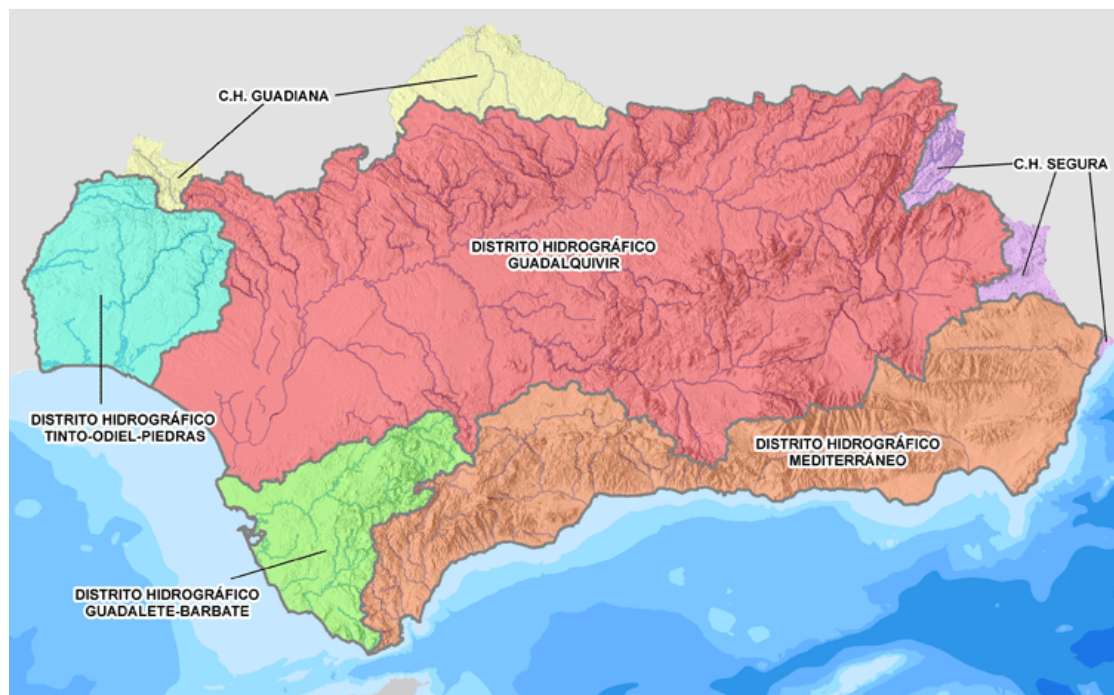 C.H. GUADIANA
C.H. SEGURA
DISTRITO HIDROGRÁFICO
GUADALQUIVIR
DISTRITO HIDROGRÁFICO
TINTO-ODIEL-PIEDRAS
DISTRITO HIDROGRÁFICO
MEDITERRÁNEO
DISTRITO HIDROGRÁFICO
GUADALETE-BARBATE